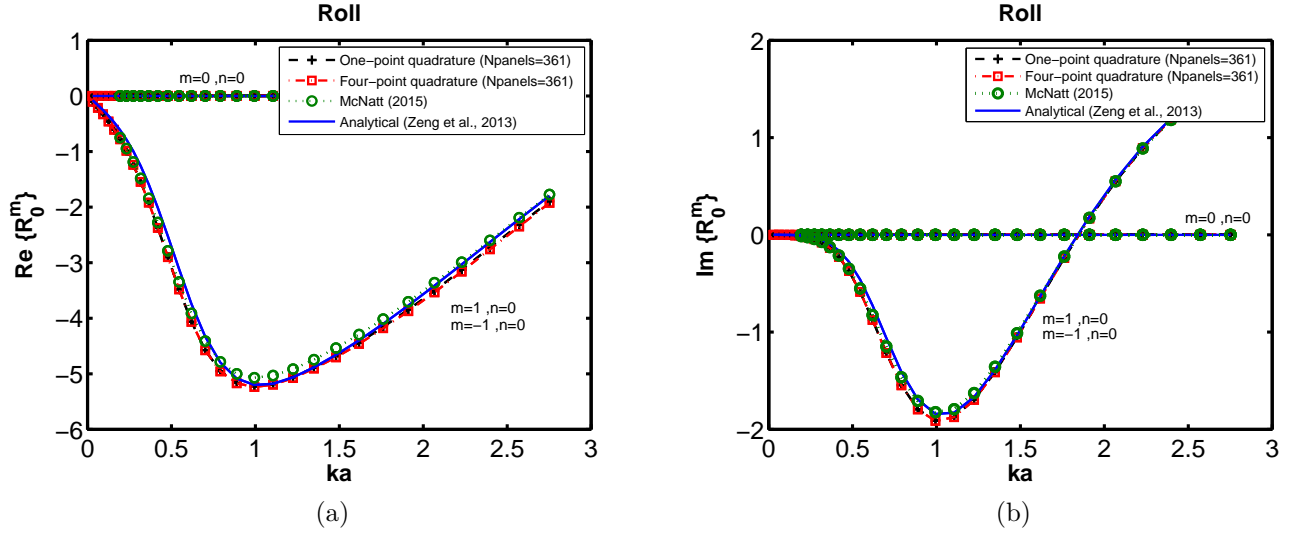 Roll
1
0
−1
−2
−3
−4
−5
−6
Re {R₀ᵐ}
m=0 ,n=0
One−point quadrature (Npanels=361)
Four−point quadrature (Npanels=361)
McNatt (2015)
Analytical (Zeng et al., 2013)
m=1 ,n=0
m=−1 ,n=0
0 0.5 1 1.5 2 2.5 3
ka
(a)
Roll
2
1
0
−1
−2
Im {R₀ᵐ}
One−point quadrature (Npanels=361)
Four−point quadrature (Npanels=361)
McNatt (2015)
Analytical (Zeng et al., 2013)
m=0 ,n=0
m=1 ,n=0
m=−1 ,n=0
0 0.5 1 1.5 2 2.5 3
ka
(b)